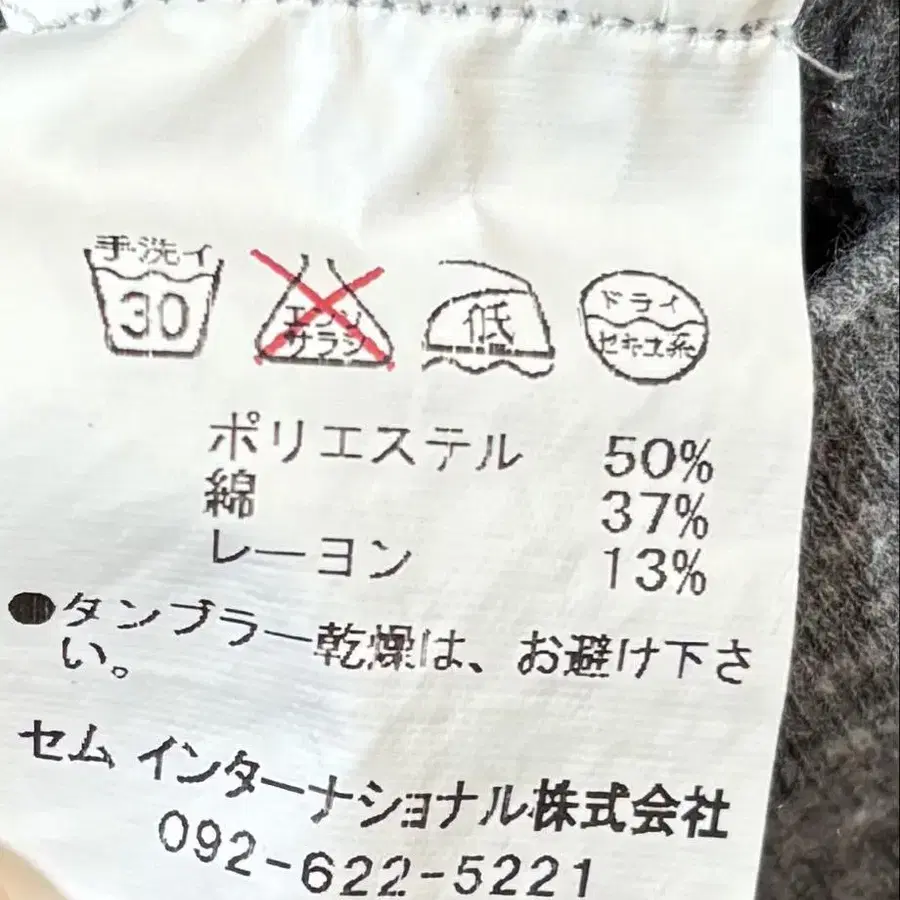 手洗イ
30
エンソ
サラシ
低
ドライ
セキユ系
ポリエステル 50%
綿 37%
レーヨン 13%
●タンブラー乾燥は、お避け下さ
い。
セム インターナショナル株式会社
092-622-5221